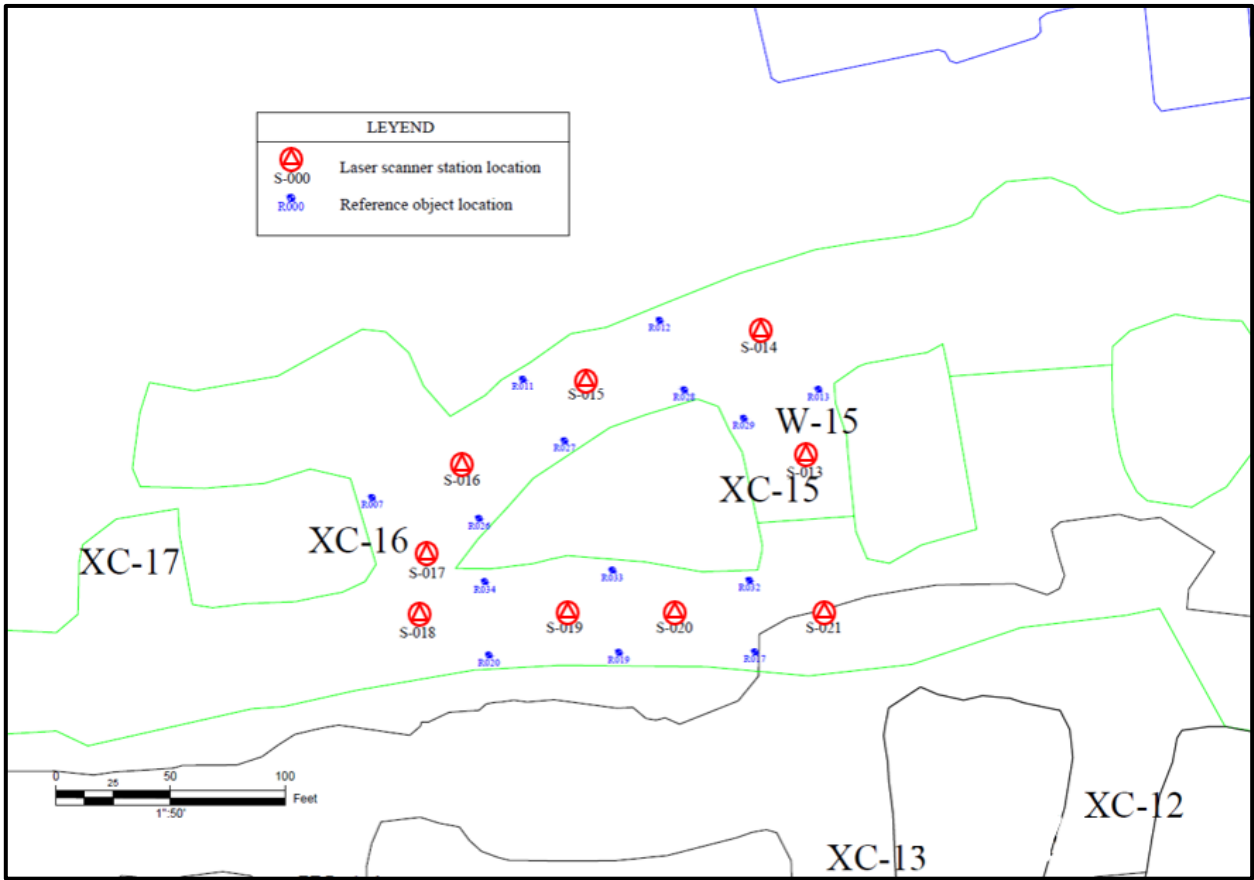 LEYEND
S-000
Laser scanner station location
R000
Reference object location
R012
S-014
R011
S-015
R028
R013
R029
W-15
R027
S-013
S-016
XC-15
R007
R026
XC-16
XC-17
S-017
R033
R034
R032
S-018
S-019
S-020
S-021
R020
R019
R017
0
25
50
100
Feet
1":50'
XC-12
XC-13